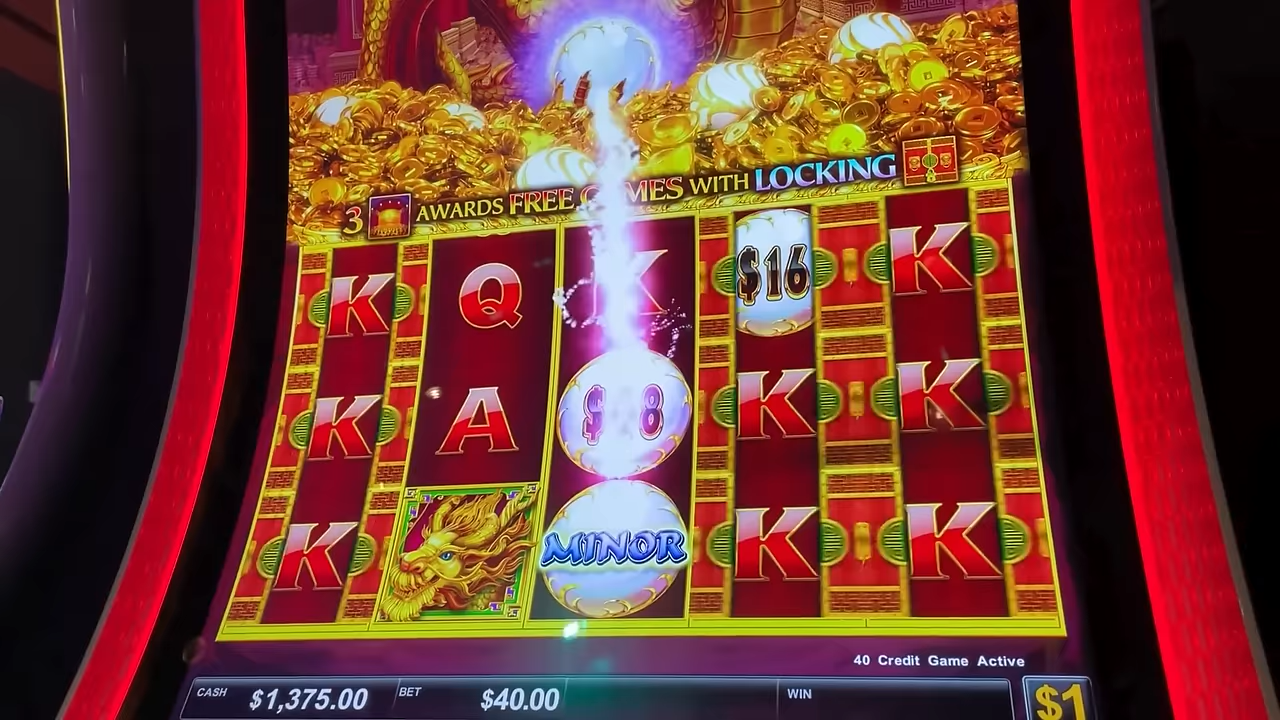 3 AWARDS FREE GAMES WITH LOCKING
K Q K $16 K
K A $ 8 K K
K MINOR K K
40 Credit Game Active
CASH $1,375.00 BET $40.00 WIN $1